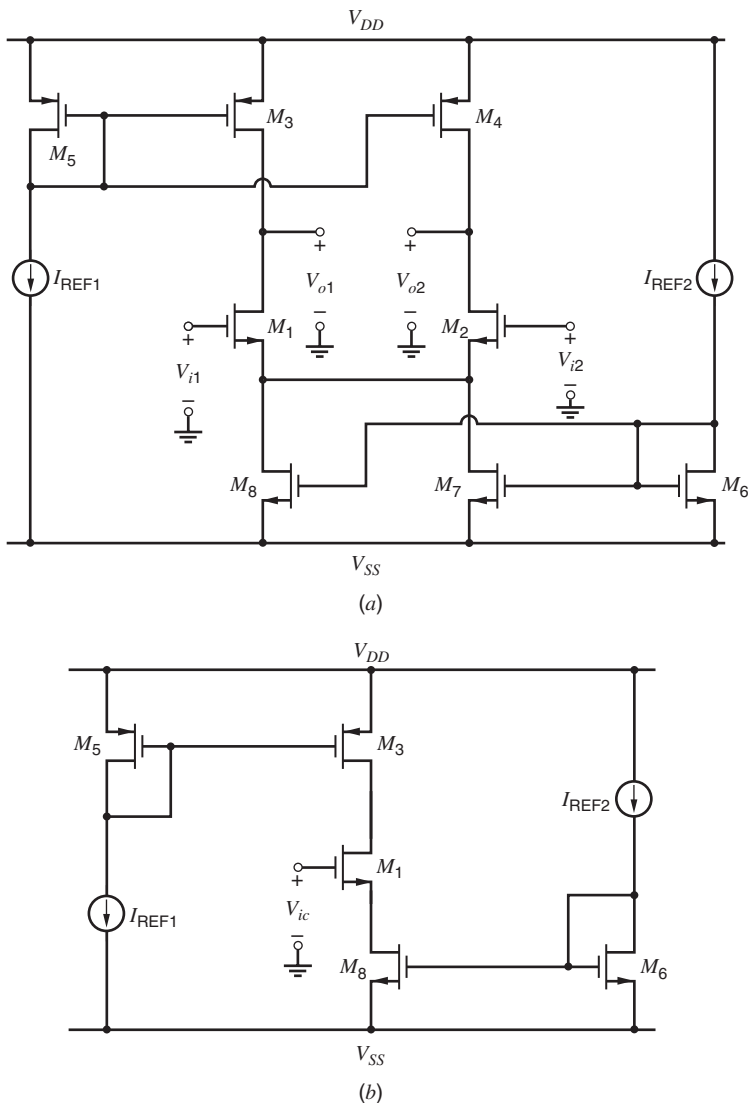 V_DD
M_3
M_4
M_5
+
+
I_REF1
V_o1
V_o2
I_REF2
M_1
M_2
+
−
−
+
V_i1
V_i2
−
−
M_8
M_7
M_6
V_SS
(a)
V_DD
M_5
M_3
I_REF2
M_1
+
I_REF1
V_ic
−
M_8
M_6
V_SS
(b)